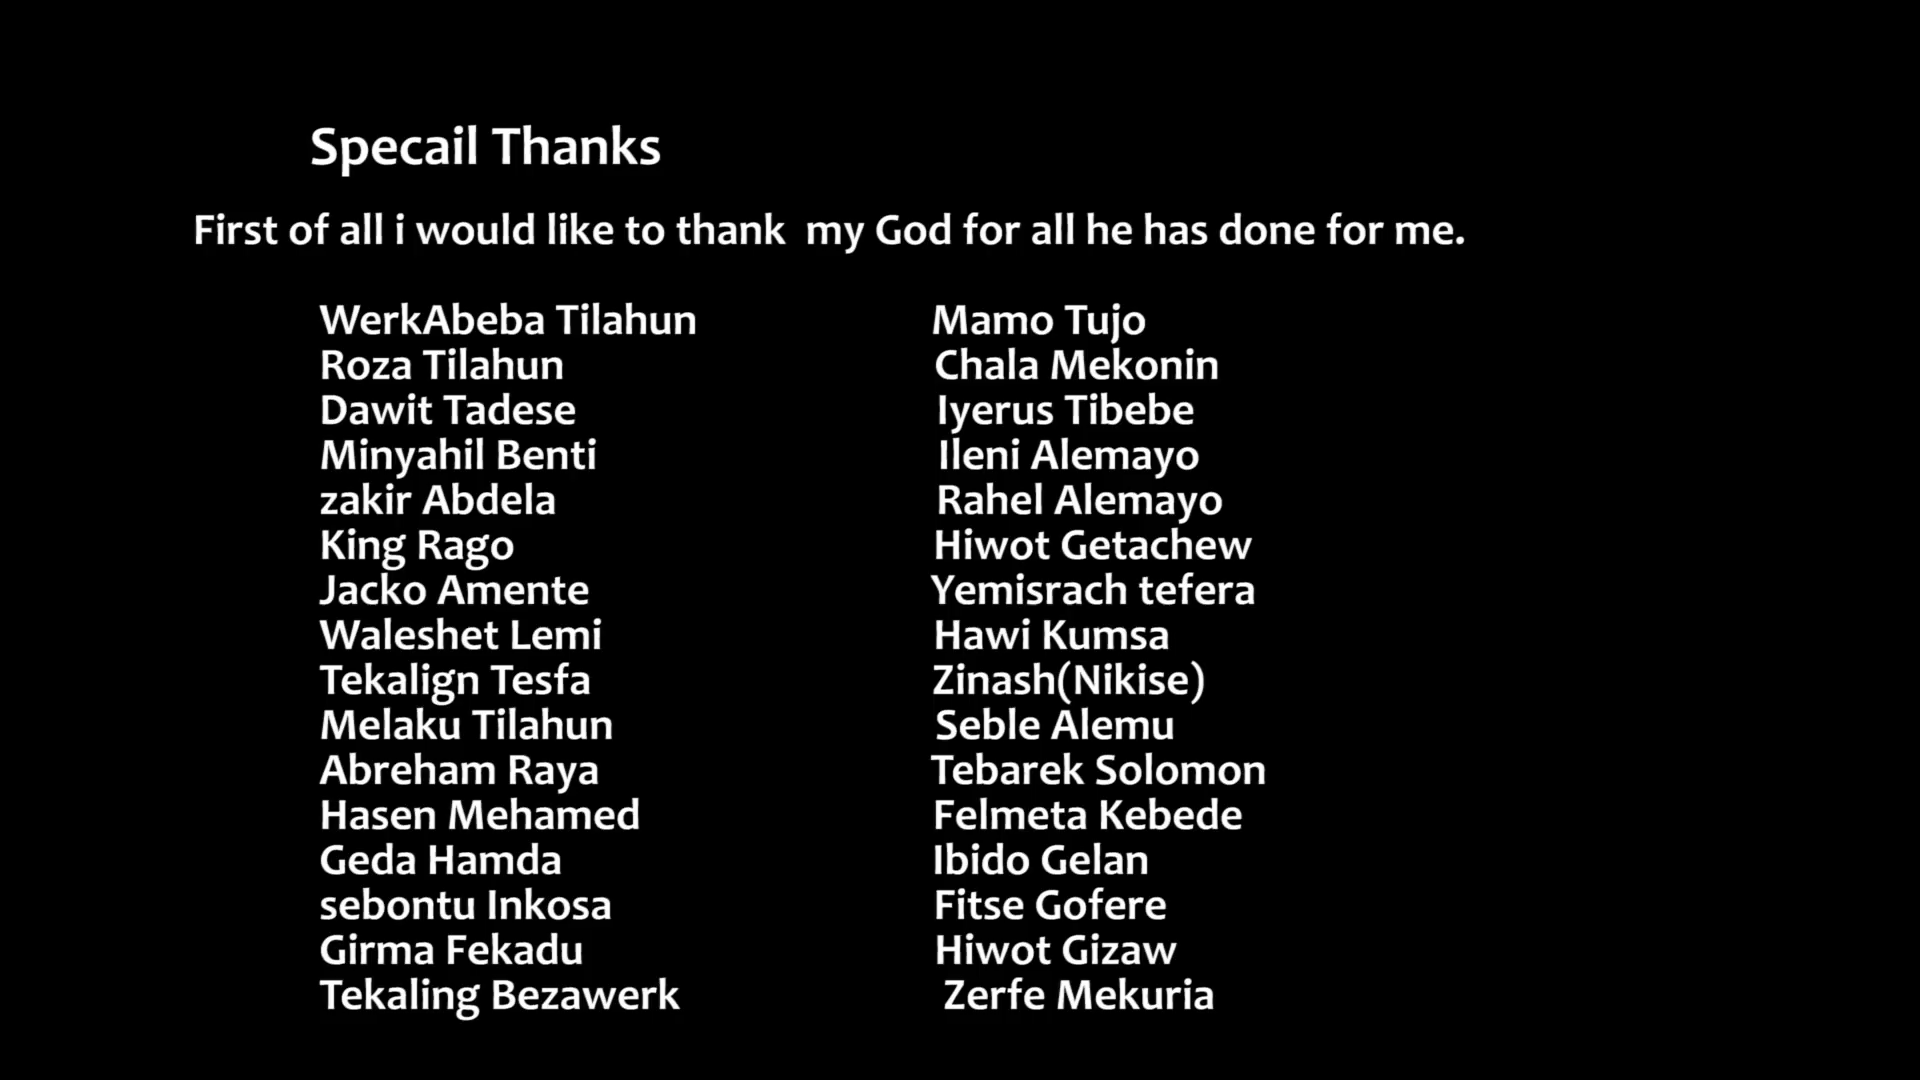 Specail Thanks
First of all i would like to thank  my God for all he has done for me.
WerkAbeba Tilahun
Roza Tilahun
Dawit Tadese
Minyahil Benti
zakir Abdela
King Rago
Jacko Amente
Waleshet Lemi
Tekalign Tesfa
Melaku Tilahun
Abreham Raya
Hasen Mehamed
Geda Hamda
sebontu Inkosa
Girma Fekadu
Tekaling Bezawerk
Mamo Tujo
Chala Mekonin
Iyerus Tibebe
Ileni Alemayo
Rahel Alemayo
Hiwot Getachew
Yemisrach tefera
Hawi Kumsa
Zinash(Nikise)
Seble Alemu
Tebarek Solomon
Felmeta Kebede
Ibido Gelan
Fitse Gofere
Hiwot Gizaw
Zerfe Mekuria